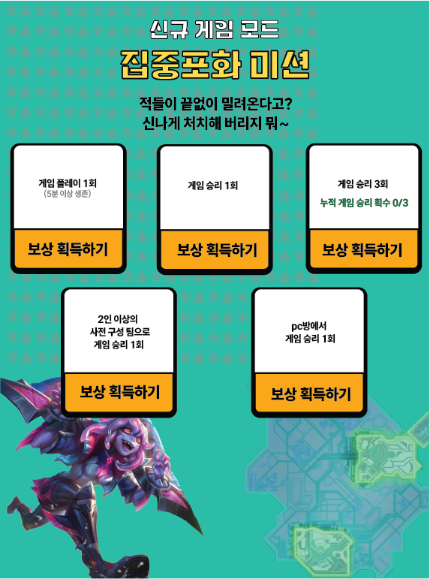 신규 게임 모드
집중포화 미션
적들이 끝없이 밀려온다고?
신나게 처치해 버리지 뭐~
게임 플레이 1회
(5분 이상 생존)
보상 획득하기
게임 승리 1회
보상 획득하기
게임 승리 3회
누적 게임 승리 횟수 0/3
보상 획득하기
2인 이상의
사전 구성 팀으로
게임 승리 1회
보상 획득하기
pc방에서
게임 승리 1회
보상 획득하기